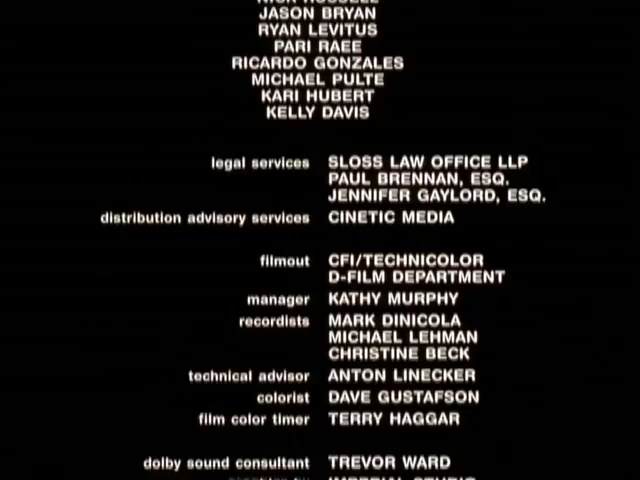 JASON BRYAN
RYAN LEVITUS
PARI RAEE
RICARDO GONZALES
MICHAEL PULTE
KARI HUBERT
KELLY DAVIS
legal services SLOSS LAW OFFICE LLP
PAUL BRENNAN, ESQ.
JENNIFER GAYLORD, ESQ.
distribution advisory services CINETIC MEDIA
filmout CFI/TECHNICOLOR
D-FILM DEPARTMENT
manager KATHY MURPHY
recordists MARK DINICOLA
MICHAEL LEHMAN
CHRISTINE BECK
technical advisor ANTON LINECKER
colorist DAVE GUSTAFSON
film color timer TERRY HAGGAR
dolby sound consultant TREVOR WARD